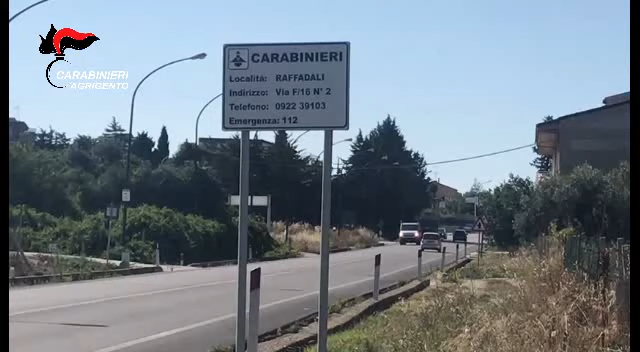 CARABINIERI
AGRIGENTO
CARABINIERI
Località: RAFFADALI
Indirizzo: Via F/16 N° 2
Telefono: 0922 39103
Emergenza: 112